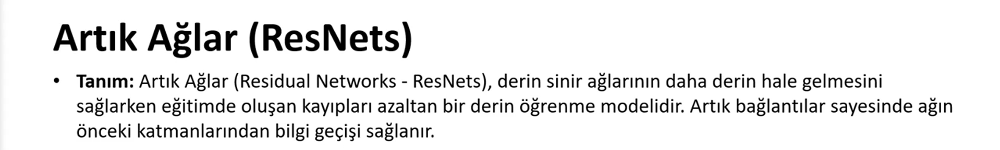 Artık Ağlar (ResNets)
• Tanım: Artık Ağlar (Residual Networks - ResNets), derin sinir ağlarının daha derin hale gelmesini
sağlarken eğitimde oluşan kayıpları azaltan bir derin öğrenme modelidir. Artık bağlantılar sayesinde ağın
önceki katmanlarından bilgi geçişi sağlanır.